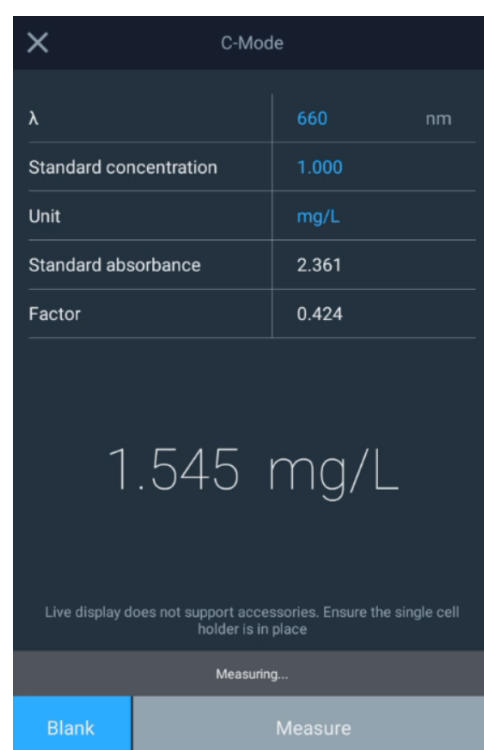 C-Mode
λ 660 nm
Standard concentration 1.000
Unit mg/L
Standard absorbance 2.361
Factor 0.424
1.545 mg/L
Live display does not support accessories. Ensure the single cell
holder is in place
Measuring...
Blank Measure